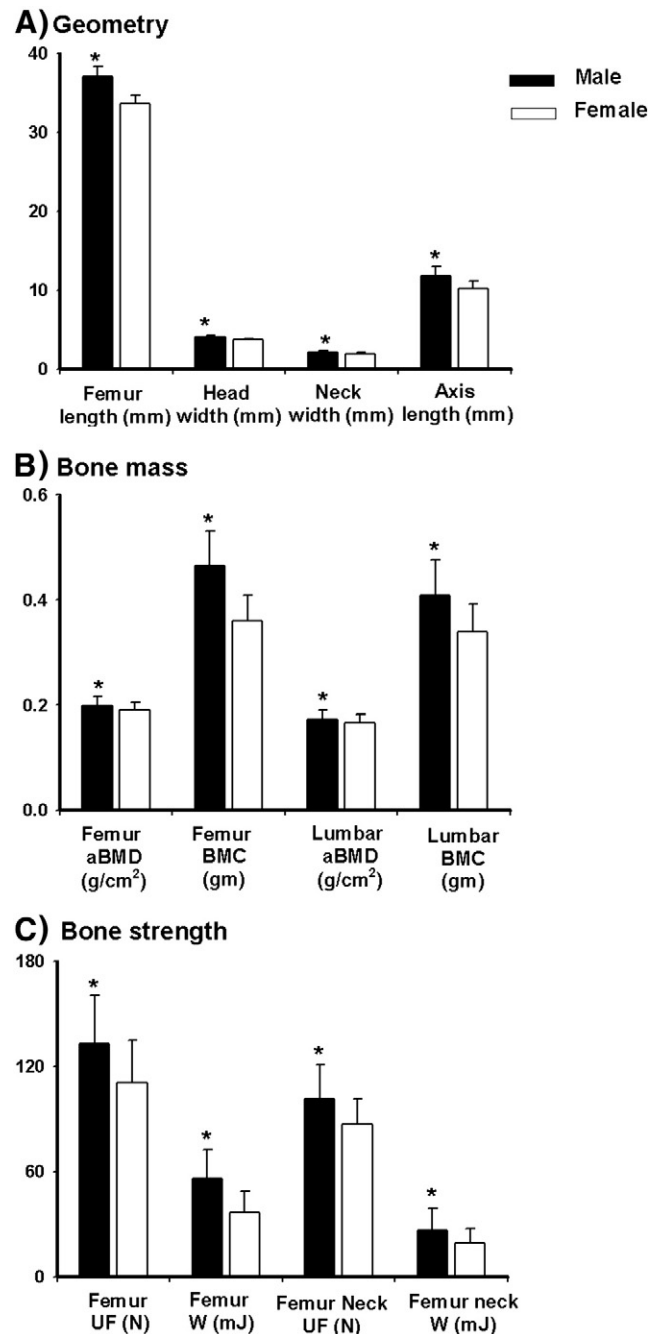 A) Geometry
*
*
*
*
40
30
20
10
0
Male
Female
Femur
length (mm)
Head
width (mm)
Neck
width (mm)
Axis
length (mm)
B) Bone mass
*
*
*
*
0.6
0.4
0.2
0.0
Femur
aBMD
(g/cm²)
Femur
BMC
(gm)
Lumbar
aBMD
(g/cm²)
Lumbar
BMC
(gm)
C) Bone strength
*
*
*
*
180
120
60
0
Femur
UF (N)
Femur
W (mJ)
Femur Neck
UF (N)
Femur neck
W (mJ)